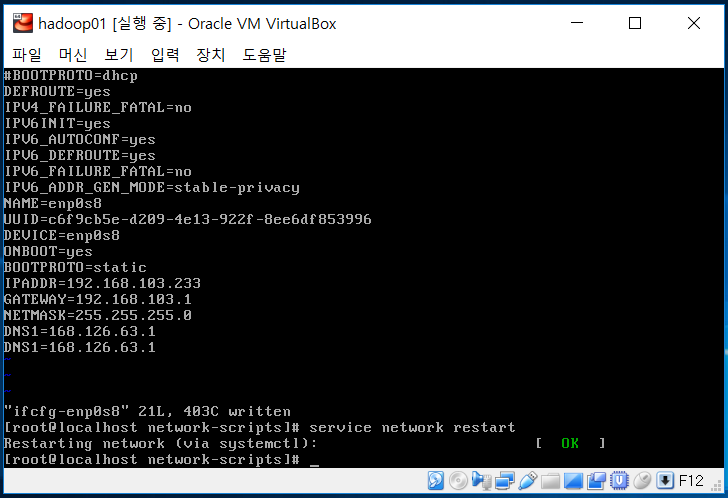 hadoop01 [실행 중] - Oracle VM VirtualBox
파일 머신 보기 입력 장치 도움말
#BOOTPROTO=dhcp
DEFROUTE=yes
IPV4_FAILURE_FATAL=no
IPV6INIT=yes
IPV6_AUTOCONF=yes
IPV6_DEFROUTE=yes
IPV6_FAILURE_FATAL=no
IPV6_ADDR_GEN_MODE=stable-privacy
NAME=enp0s8
UUID=c6f9cb5e-d209-4e13-922f-8ee6df853996
DEVICE=enp0s8
ONBOOT=yes
BOOTPROTO=static
IPADDR=192.168.103.233
GATEWAY=192.168.103.1
NETMASK=255.255.255.0
DNS1=168.126.63.1
DNS1=168.126.63.1
~
~
~
"ifcfg-enp0s8" 21L, 403C written
[root@localhost network-scripts]# service network restart
Restarting network (via systemctl): [ OK ]
[root@localhost network-scripts]# _
F12